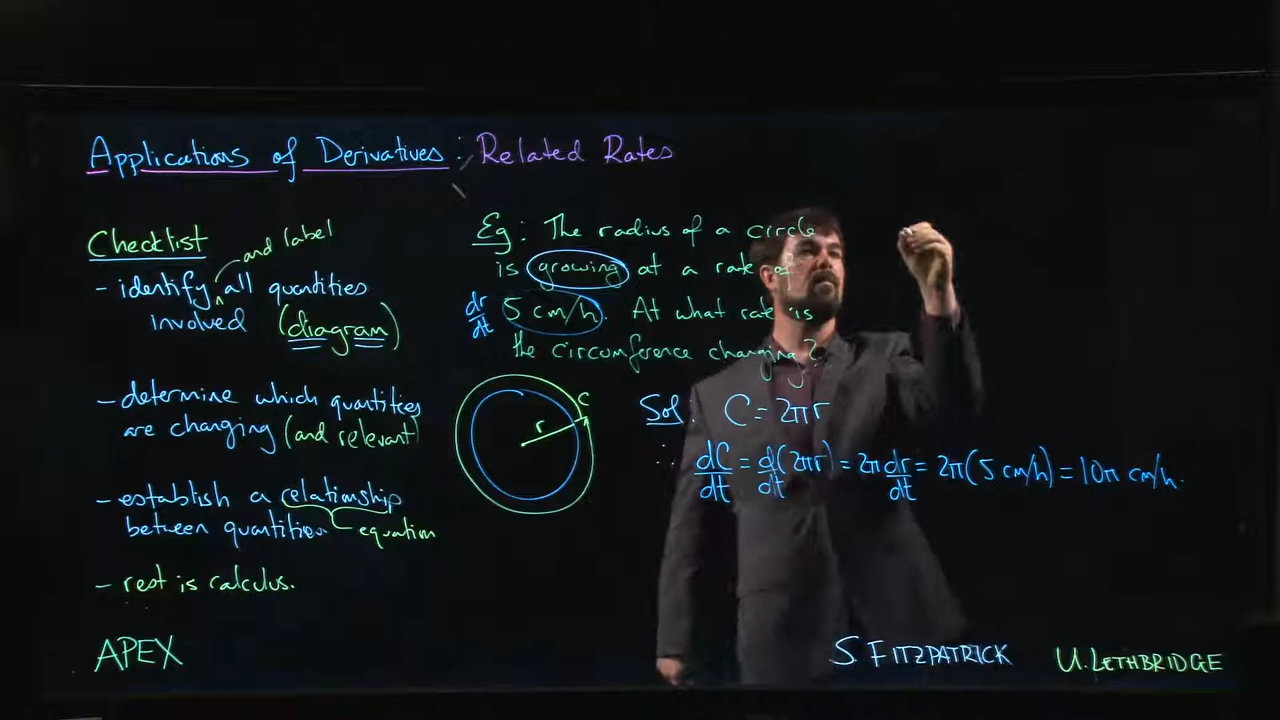 Applications of Derivatives : Related Rates
Checklist
and label
- identify all quantities
involved (diagram)
- determine which quantities
are changing (and relevant)
- establish a relationship
between quantities
equation
- rest is calculus.
APEX
Eg : The radius of a circle
is growing at a rate of
dr/dt 5 cm/h. At what rate is
the circumference changing?
C
r
Sol : C = 2πr
∴ dC/dt = d/dt (2πr) = 2π dr/dt = 2π(5 cm/h) = 10π cm/h.
S FITZPATRICK
U. LETHBRIDGE